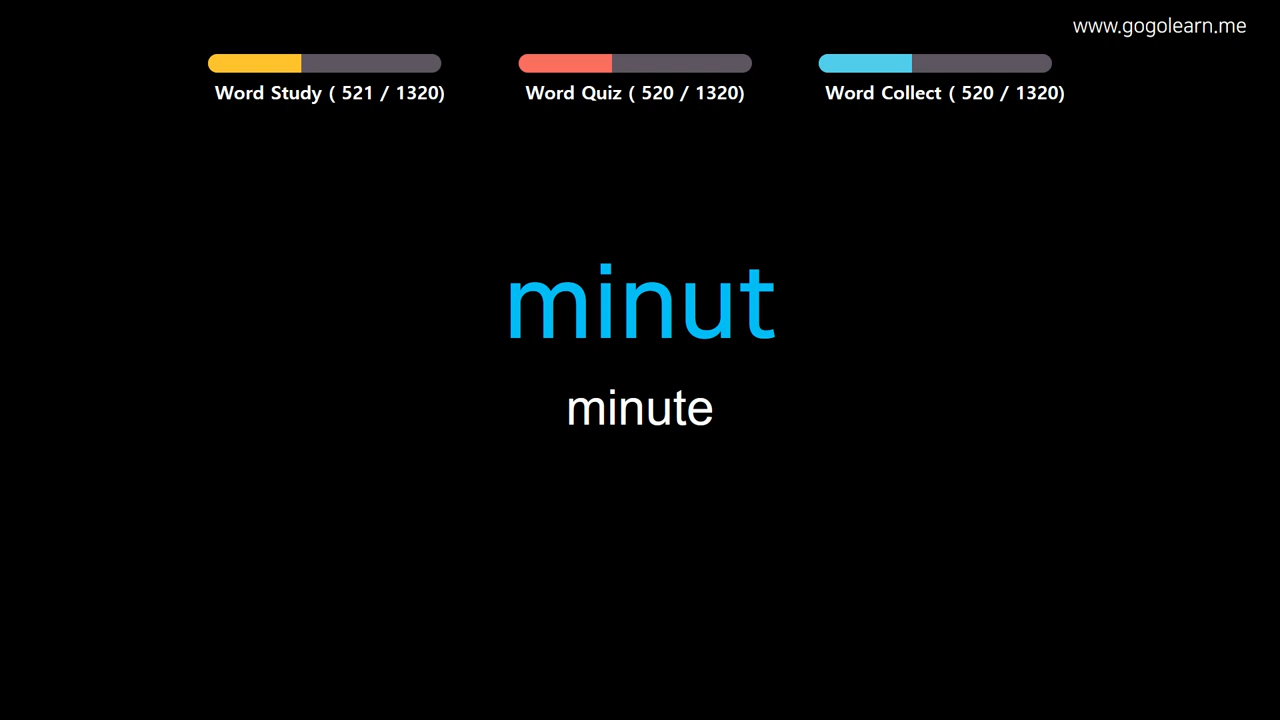 www.gogolearn.me
Word Study ( 521 / 1320)
Word Quiz ( 520 / 1320)
Word Collect ( 520 / 1320)
minut
minute